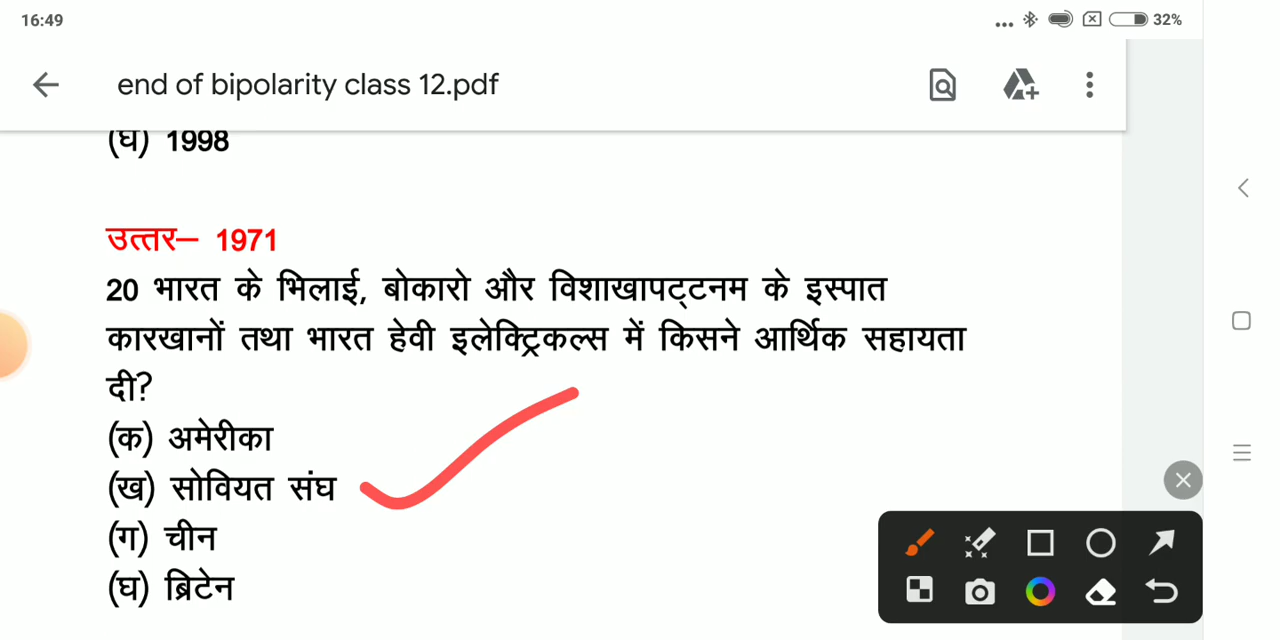 16:49
32%
end of bipolarity class 12.pdf
(घ) 1998
उत्तर– 1971
20 भारत के भिलाई, बोकारो और विशाखापट्टनम के इस्पात
कारखानों तथा भारत हेवी इलेक्ट्रिकल्स में किसने आर्थिक सहायता
दी?
(क) अमेरीका
(ख) सोवियत संघ
(ग) चीन
(घ) ब्रिटेन